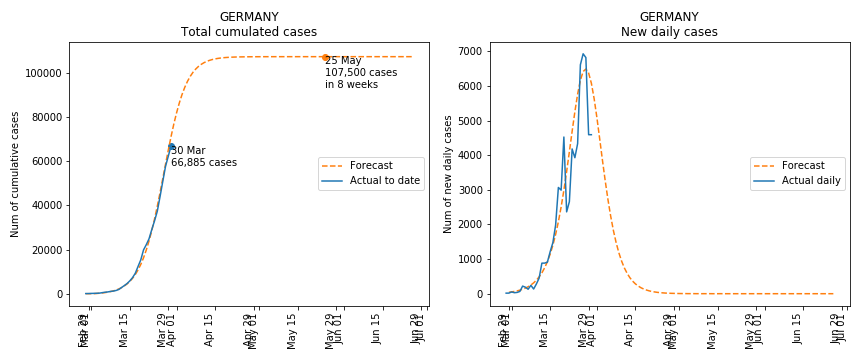 GERMANY
Total cumulated cases
Num of cumulative cases
100000
80000
60000
40000
20000
0
25 May
107,500 cases
in 8 weeks
30 Mar
66,885 cases
Forecast
Actual to date
Feb 29
Mar 01
Mar 15
Mar 29
Apr 01
Apr 15
Apr 29
May 01
May 15
May 29
Jun 01
Jun 15
Jun 29
Jul 01
GERMANY
New daily cases
Num of new daily cases
7000
6000
5000
4000
3000
2000
1000
0
Forecast
Actual daily
Feb 29
Mar 01
Mar 15
Mar 29
Apr 01
Apr 15
Apr 29
May 01
May 15
May 29
Jun 01
Jun 15
Jun 29
Jul 01